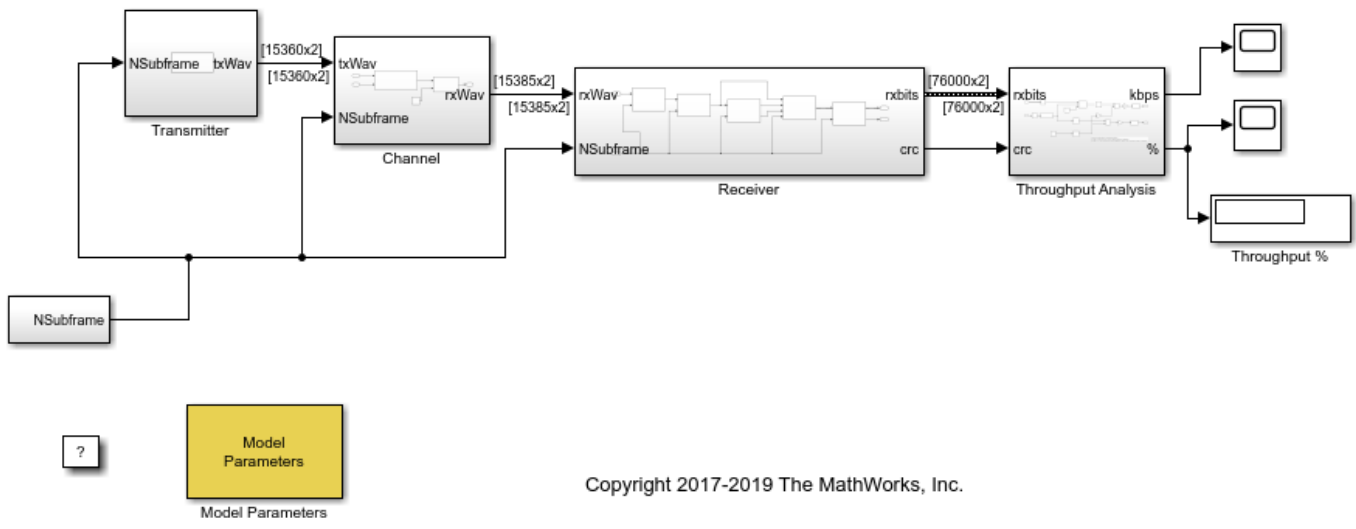 NSubframe
txWav
Transmitter
[15360x2]
[15360x2]
txWav
rxWav
NSubframe
Channel
[15385x2]
[15385x2]
rxWav
rxbits
NSubframe
crc
Receiver
[76000x2]
[76000x2]
rxbits
kbps
crc
%
Throughput Analysis
Throughput %
NSubframe
?
Model
Parameters
Model Parameters
Copyright 2017-2019 The MathWorks, Inc.